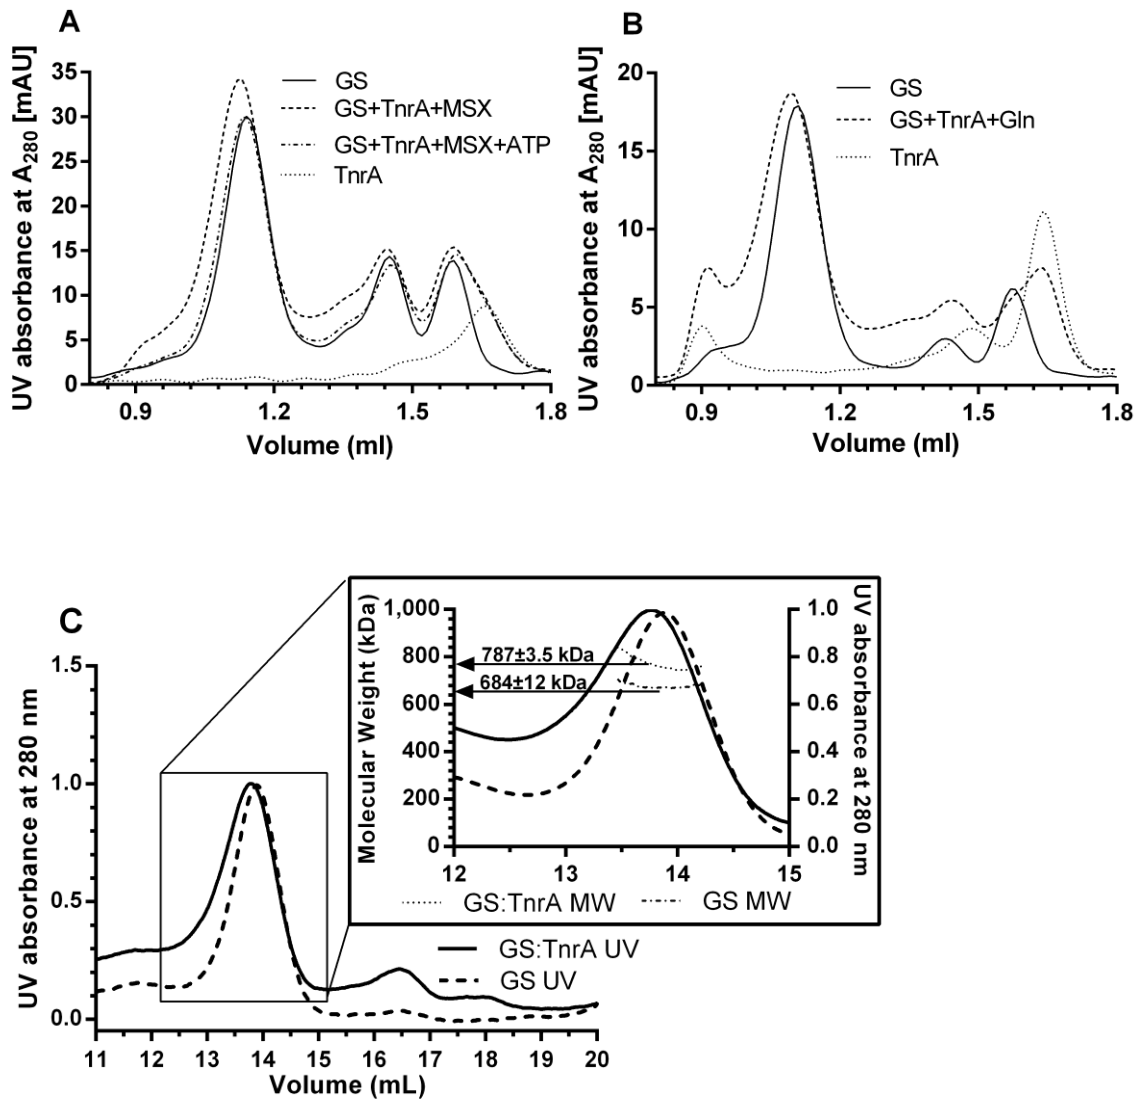 A
UV absorbance at A280 [mAU]
35
30
25
20
15
10
5
0
0.9 1.2 1.5 1.8
Volume (ml)
GS
GS+TnrA+MSX
GS+TnrA+MSX+ATP
TnrA
B
UV absorbance at A280 [mAU]
20
15
10
5
0
0.9 1.2 1.5 1.8
Volume (ml)
GS
GS+TnrA+Gln
TnrA
C
UV absorbance at 280 nm
1.5
1.0
0.5
0.0
11 12 13 14 15 16 17 18 19 20
Volume (mL)
GS:TnrA UV
GS UV
Molecular Weight (kDa)
1,000
800
600
400
200
0
787±3.5 kDa
684±12 kDa
12 13 14 15
UV absorbance at 280 nm
1.0
0.8
0.6
0.4
0.2
0.0
GS:TnrA MW GS MW